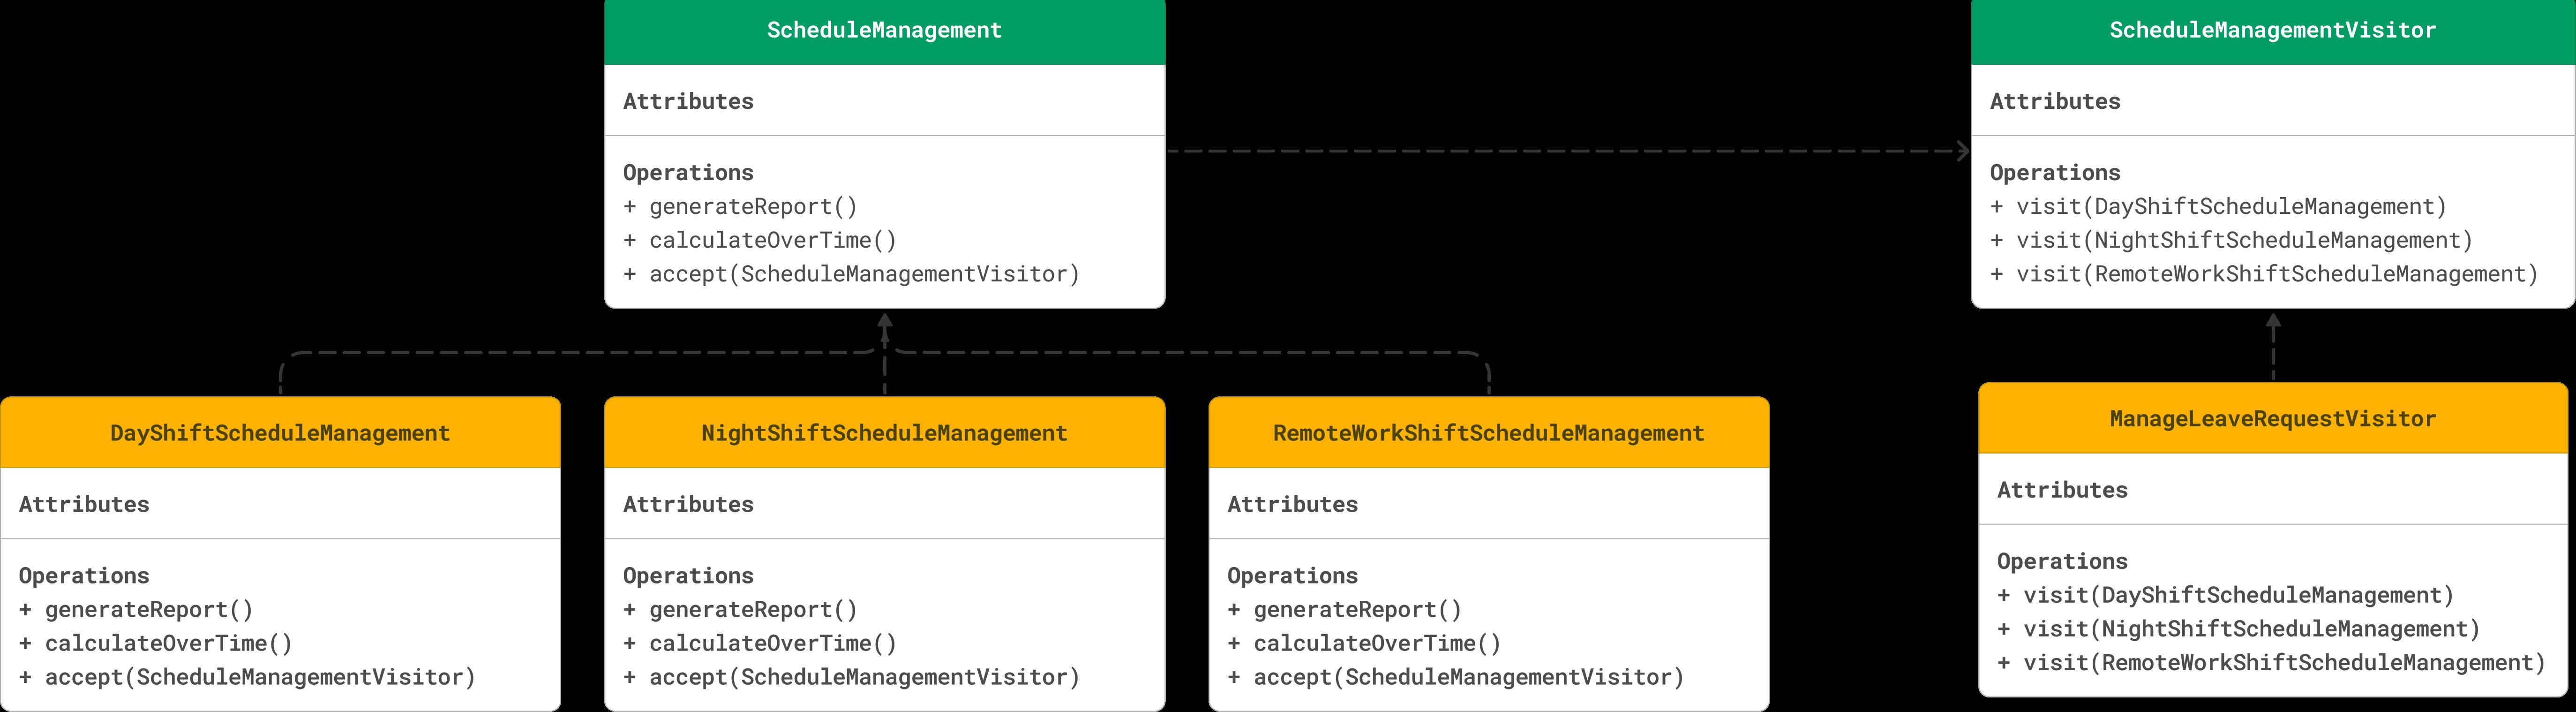 ScheduleManagement
Attributes
Operations
+ generateReport()
+ calculateOverTime()
+ accept(ScheduleManagementVisitor)
ScheduleManagementVisitor
Attributes
Operations
+ visit(DayShiftScheduleManagement)
+ visit(NightShiftScheduleManagement)
+ visit(RemoteWorkShiftScheduleManagement)
DayShiftScheduleManagement
Attributes
Operations
+ generateReport()
+ calculateOverTime()
+ accept(ScheduleManagementVisitor)
NightShiftScheduleManagement
Attributes
Operations
+ generateReport()
+ calculateOverTime()
+ accept(ScheduleManagementVisitor)
RemoteWorkShiftScheduleManagement
Attributes
Operations
+ generateReport()
+ calculateOverTime()
+ accept(ScheduleManagementVisitor)
ManageLeaveRequestVisitor
Attributes
Operations
+ visit(DayShiftScheduleManagement)
+ visit(NightShiftScheduleManagement)
+ visit(RemoteWorkShiftScheduleManagement)